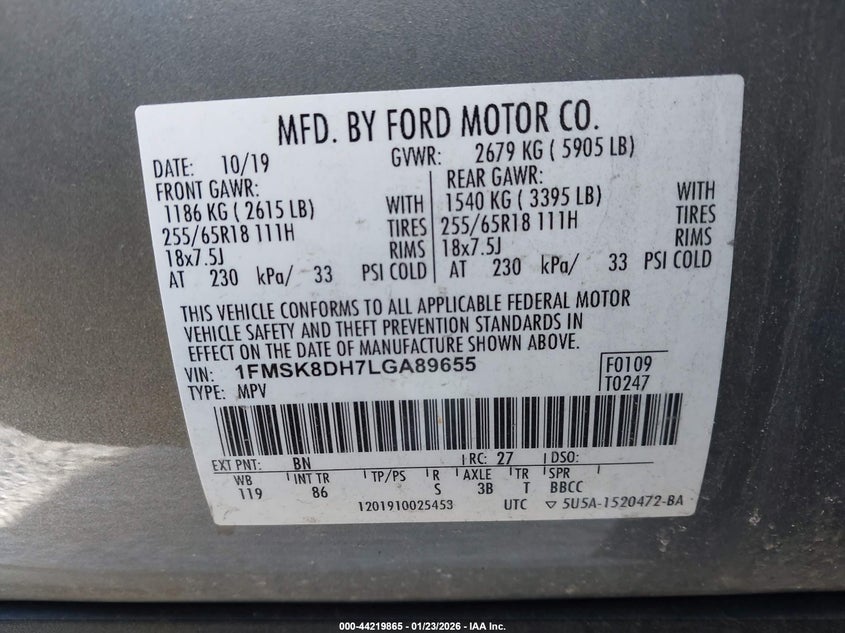 MFD. BY FORD MOTOR CO.
DATE: 10/19 GVWR: 2679 KG ( 5905 LB)
FRONT GAWR: REAR GAWR:
1186 KG ( 2615 LB) WITH 1540 KG ( 3395 LB) WITH
255/65R18 111H TIRES 255/65R18 111H TIRES
18x7.5J RIMS 18x7.5J RIMS
AT 230 kPa/ 33 PSI COLD AT 230 kPa/ 33 PSI COLD
THIS VEHICLE CONFORMS TO ALL APPLICABLE FEDERAL MOTOR
VEHICLE SAFETY AND THEFT PREVENTION STANDARDS IN
EFFECT ON THE DATE OF MANUFACTURE SHOWN ABOVE.
VIN: 1FMSK8DH7LGA89655 F0109
TYPE: MPV T0247
EXT PNT: BN RC: 27 DSO:
WB INT TR TP/PS R AXLE TR SPR
119 86 S 3B T BBCC
1201910025453 UTC ▽ 5U5A-1520472-BA
000-44219865 - 01/23/2026 - IAA Inc.